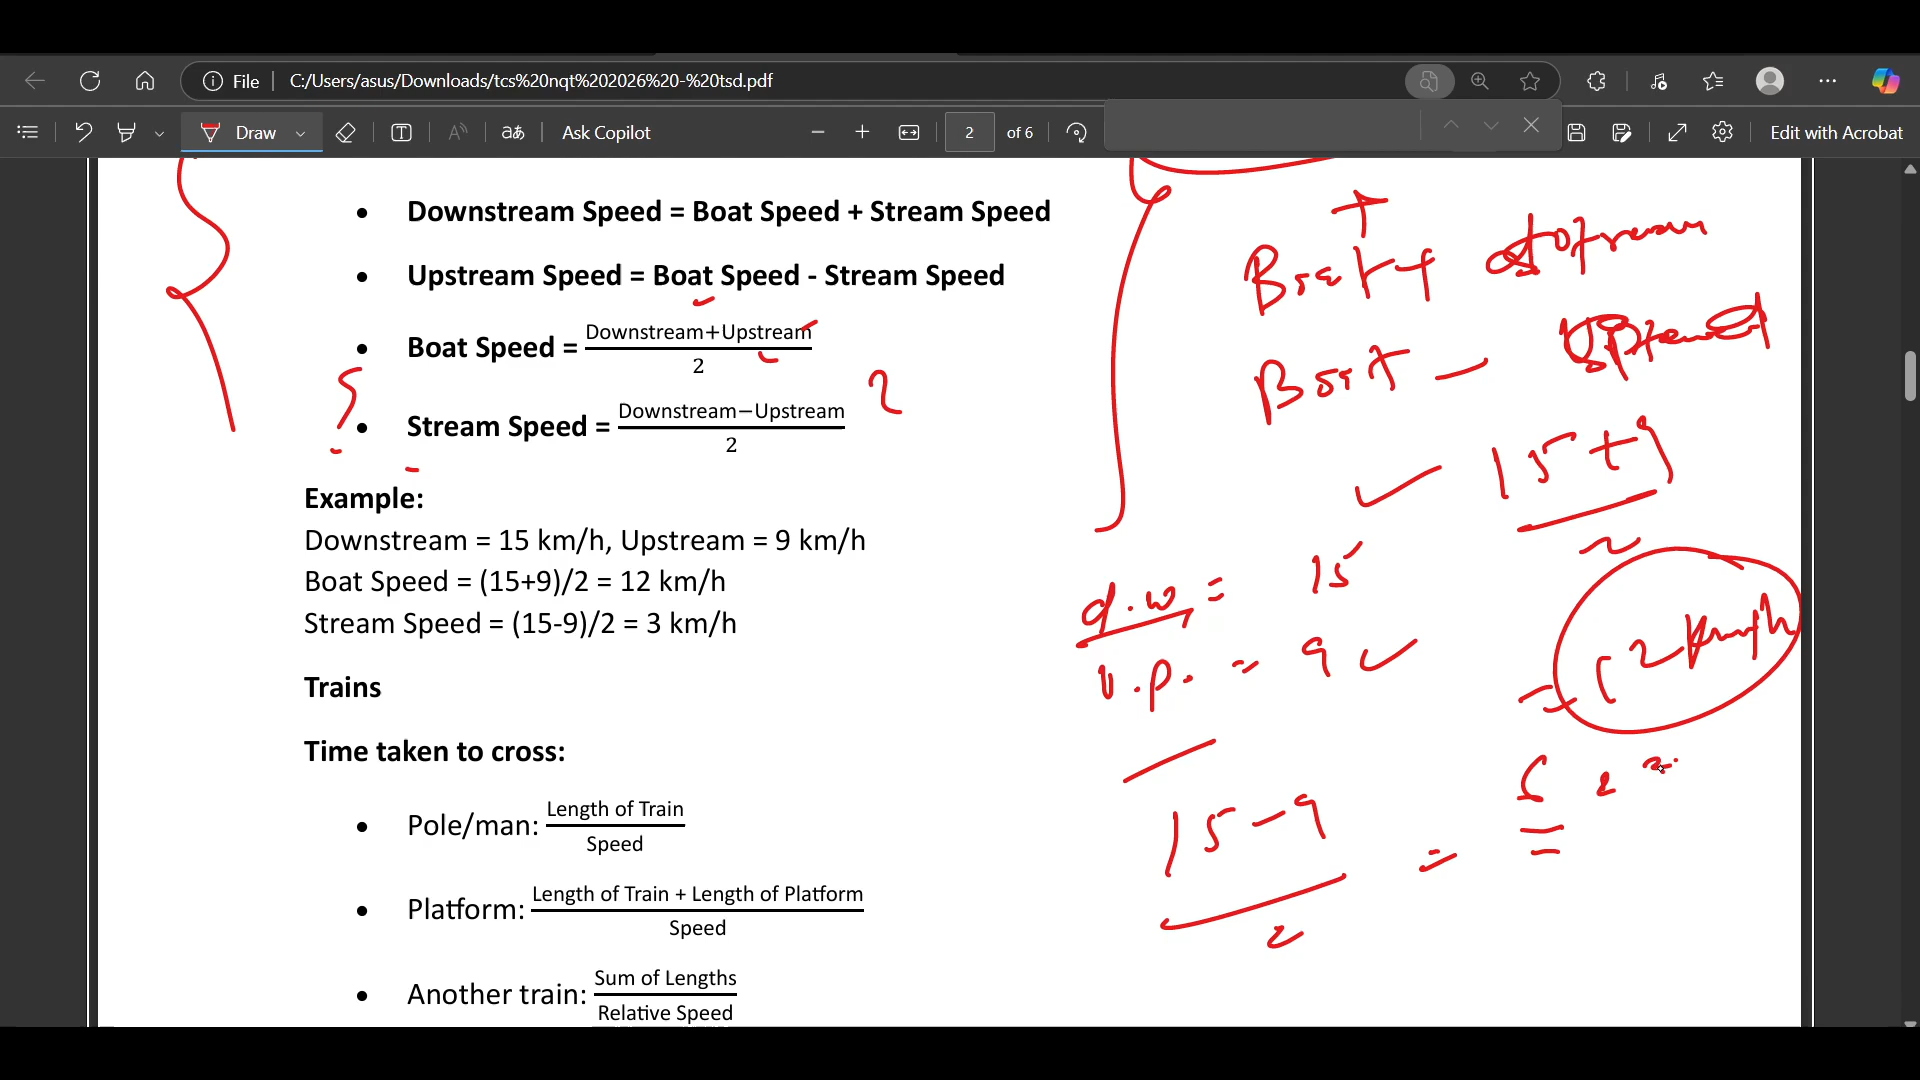 File C:/Users/asus/Downloads/tcs%20nqt%202026%20-%20tsd.pdf
Draw Ask Copilot 2 of 6 Edit with Acrobat
Downstream Speed = Boat Speed + Stream Speed
Upstream Speed = Boat Speed - Stream Speed
Boat Speed = Downstream+Upstream
2
Stream Speed = Downstream−Upstream
2
Example:
Downstream = 15 km/h, Upstream = 9 km/h
Boat Speed = (15+9)/2 = 12 km/h
Stream Speed = (15-9)/2 = 3 km/h
Trains
Time taken to cross:
Pole/man: Length of Train
Speed
Platform: Length of Train + Length of Platform
Speed
Another train: Sum of Lengths
Relative Speed
2
15+9
2
d.w = 15
u.p. = 9
= 12 kmph
15-9
2
=
6